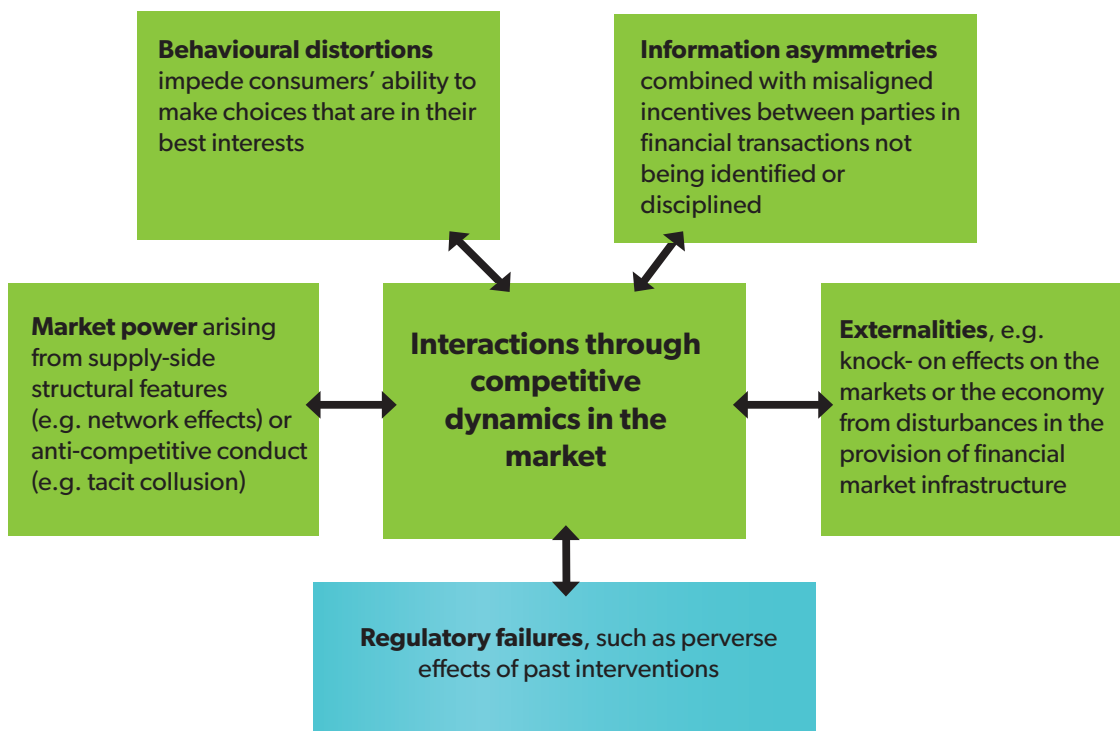 Behavioural distortions
impede consumers’ ability to
make choices that are in their
best interests
Information asymmetries
combined with misaligned
incentives between parties in
financial transactions not
being identified or
disciplined
Market power arising
from supply-side
structural features
(e.g. network effects) or
anti-competitive conduct
(e.g. tacit collusion)
Interactions through
competitive
dynamics in the
market
Externalities, e.g.
knock- on effects on the
markets or the economy
from disturbances in the
provision of financial
market infrastructure
Regulatory failures, such as perverse
effects of past interventions